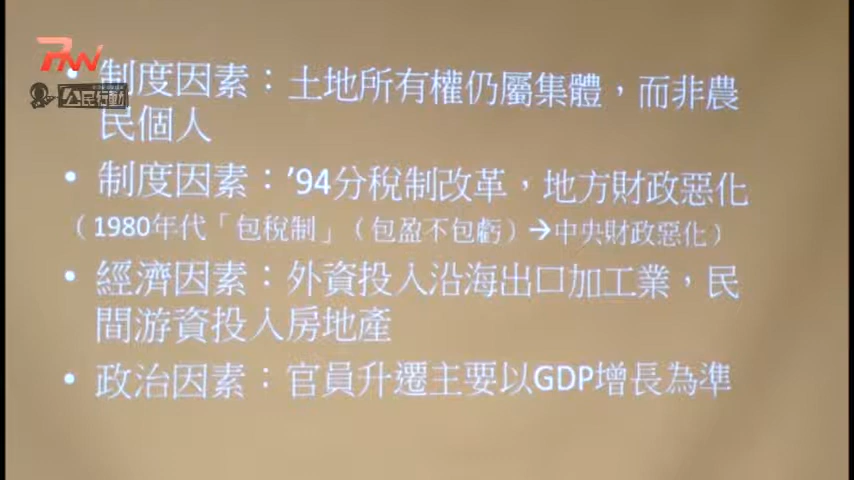 PNN
公民行動
• 制度因素：土地所有權仍屬集體，而非農
民個人
• 制度因素：’94分稅制改革，地方財政惡化
（1980年代「包稅制」（包盈不包虧）→中央財政惡化）
• 經濟因素：外資投入沿海出口加工業，民
間游資投入房地產
• 政治因素：官員升遷主要以GDP增長為準